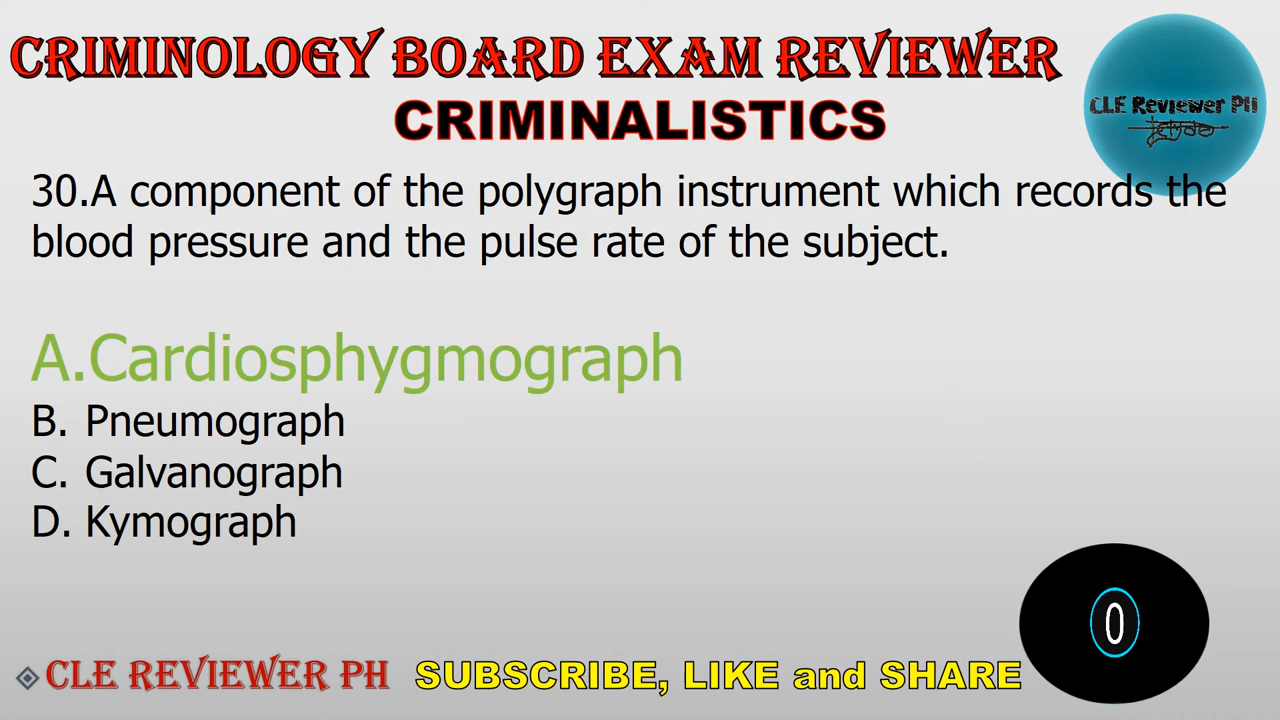 CRIMINOLOGY BOARD EXAM REVIEWER
CRIMINALISTICS
CLE Reviewer PH
30.A component of the polygraph instrument which records the
blood pressure and the pulse rate of the subject.
A.Cardiosphygmograph
B. Pneumograph
C. Galvanograph
D. Kymograph
0
CLE REVIEWER PH SUBSCRIBE, LIKE and SHARE